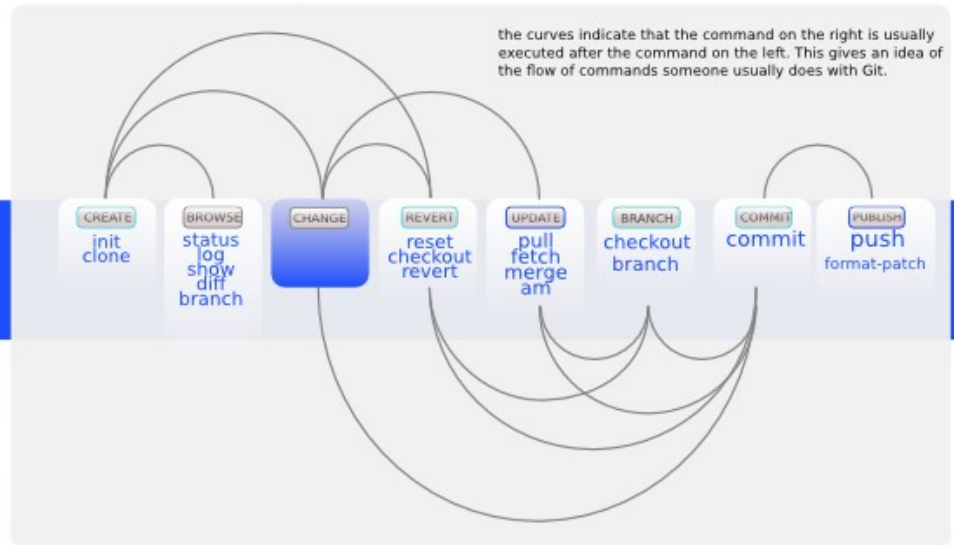 the curves indicate that the command on the right is usually
executed after the command on the left. This gives an idea of
the flow of commands someone usually does with Git.
CREATE
init
clone
BROWSE
status
log
show
diff
branch
CHANGE
REVERT
reset
checkout
revert
UPDATE
pull
fetch
merge
am
BRANCH
checkout
branch
COMMIT
commit
PUBLISH
push
format-patch